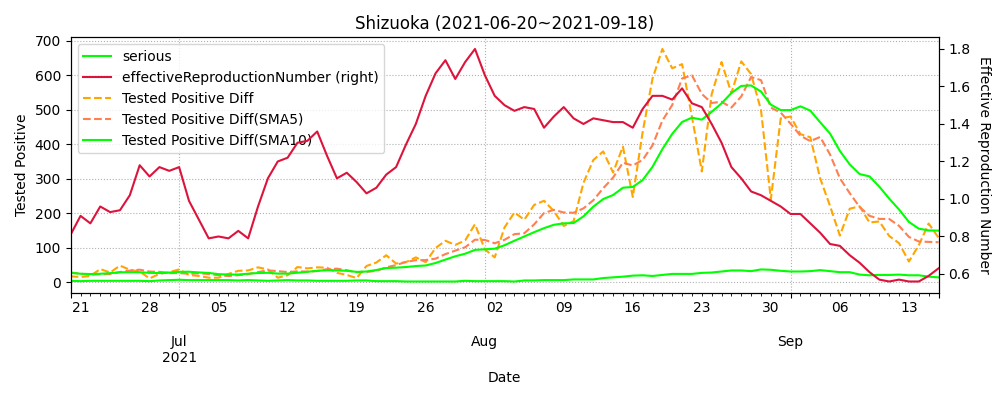 Shizuoka (2021-06-20~2021-09-18)
serious
effectiveReproductionNumber (right)
Tested Positive Diff
Tested Positive Diff(SMA5)
Tested Positive Diff(SMA10)
Tested Positive
700
600
500
400
300
200
100
0
Effective Reproduction Number
1.8
1.6
1.4
1.2
1.0
0.8
0.6
21 28 05 12 19 26 02 09 16 23 30 06 13
Jul Aug Sep
2021
Date